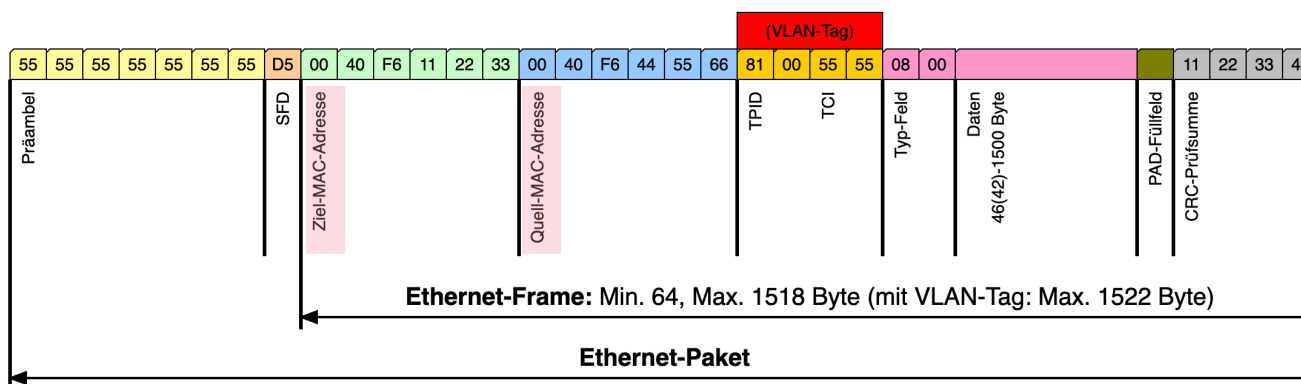 (VLAN-Tag)
55 55 55 55 55 55 55 D5 00 40 F6 11 22 33 00 40 F6 44 55 66 81 00 55 55 08 00 11 22 33 4
Präambel
SFD
Ziel-MAC-Adresse
Quell-MAC-Adresse
TPID
TCI
Typ-Feld
Daten
46(42)-1500 Byte
PAD-Füllfeld
CRC-Prüfsumme
Ethernet-Frame: Min. 64, Max. 1518 Byte (mit VLAN-Tag: Max. 1522 Byte)
Ethernet-Paket